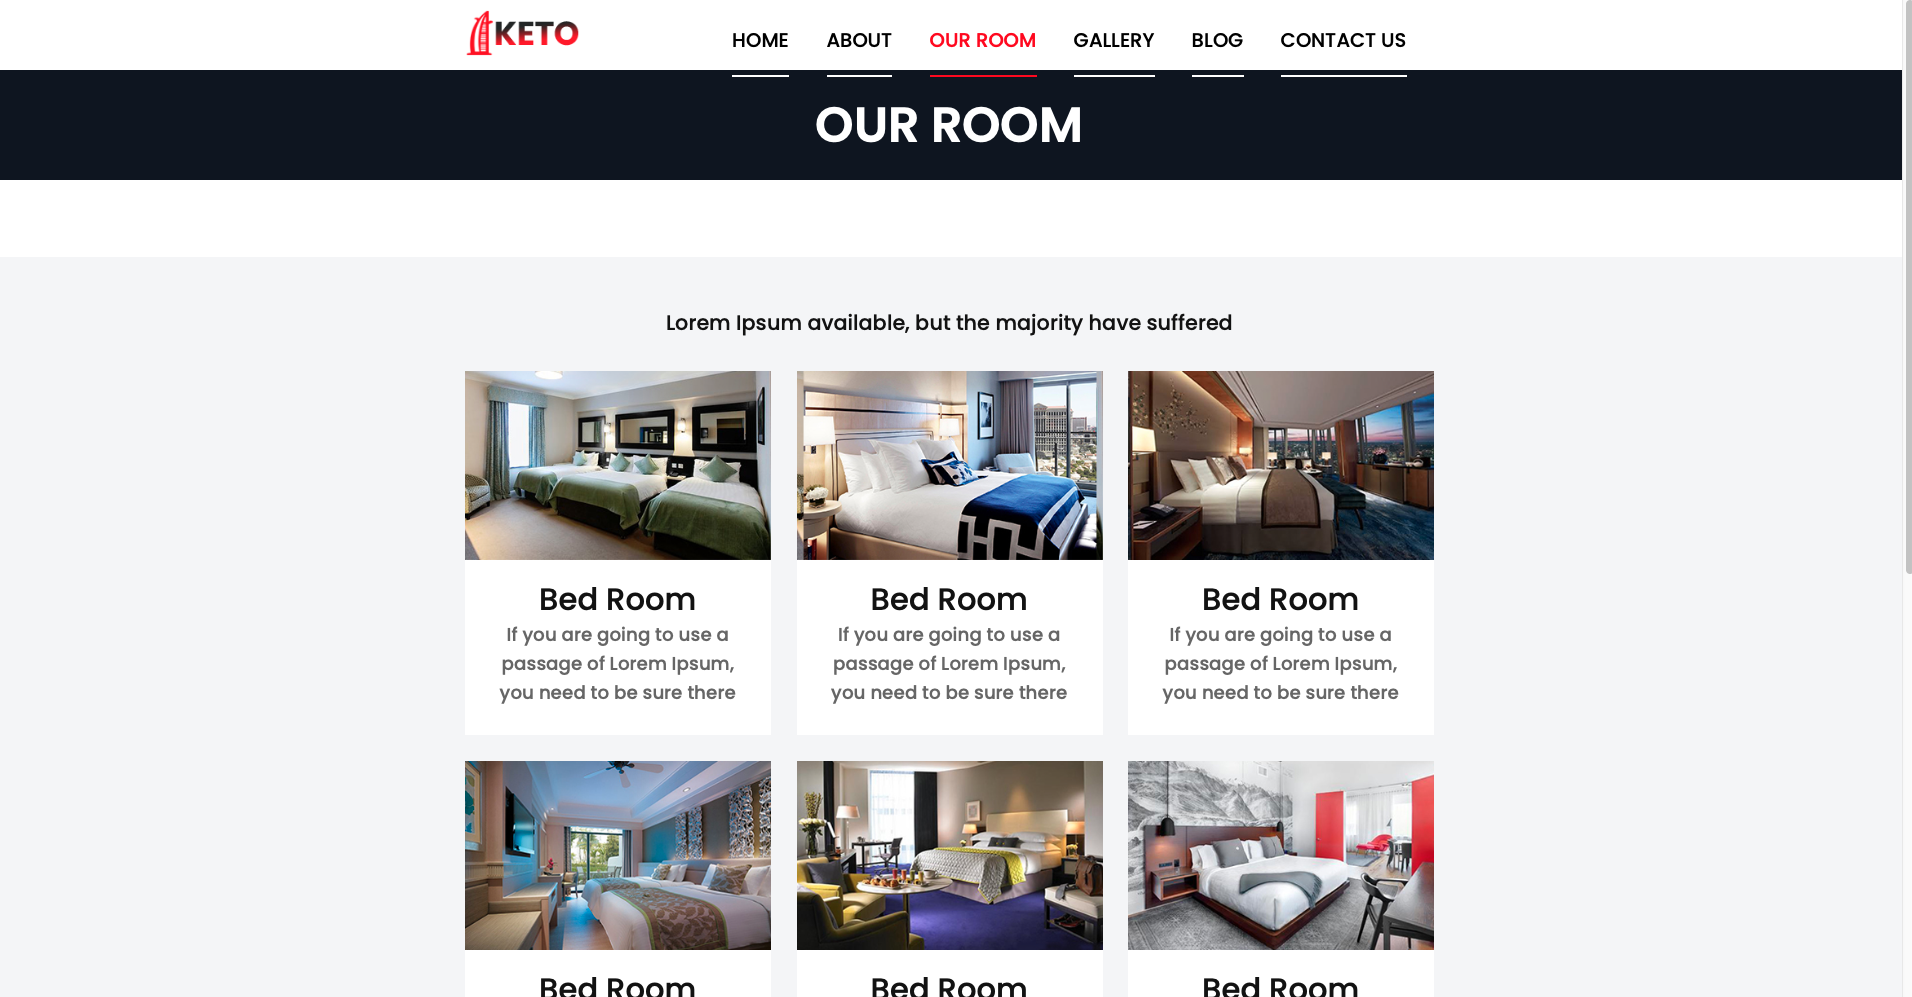 KETO
HOME ABOUT OUR ROOM GALLERY BLOG CONTACT US
OUR ROOM
Lorem Ipsum available, but the majority have suffered
Bed Room
If you are going to use a
passage of Lorem Ipsum,
you need to be sure there
Bed Room
If you are going to use a
passage of Lorem Ipsum,
you need to be sure there
Bed Room
If you are going to use a
passage of Lorem Ipsum,
you need to be sure there
Bed Room
Bed Room
Bed Room